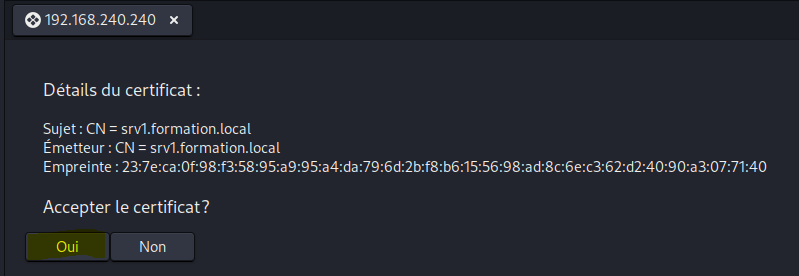 192.168.240.240 ×
Détails du certificat :
Sujet : CN = srv1.formation.local
Émetteur : CN = srv1.formation.local
Empreinte : 23:7e:ca:0f:98:f3:58:95:a9:95:a4:da:79:6d:2b:f8:b6:15:56:98:ad:8c:6e:c3:62:d2:40:90:a3:07:71:40
Accepter le certificat ?
Oui Non